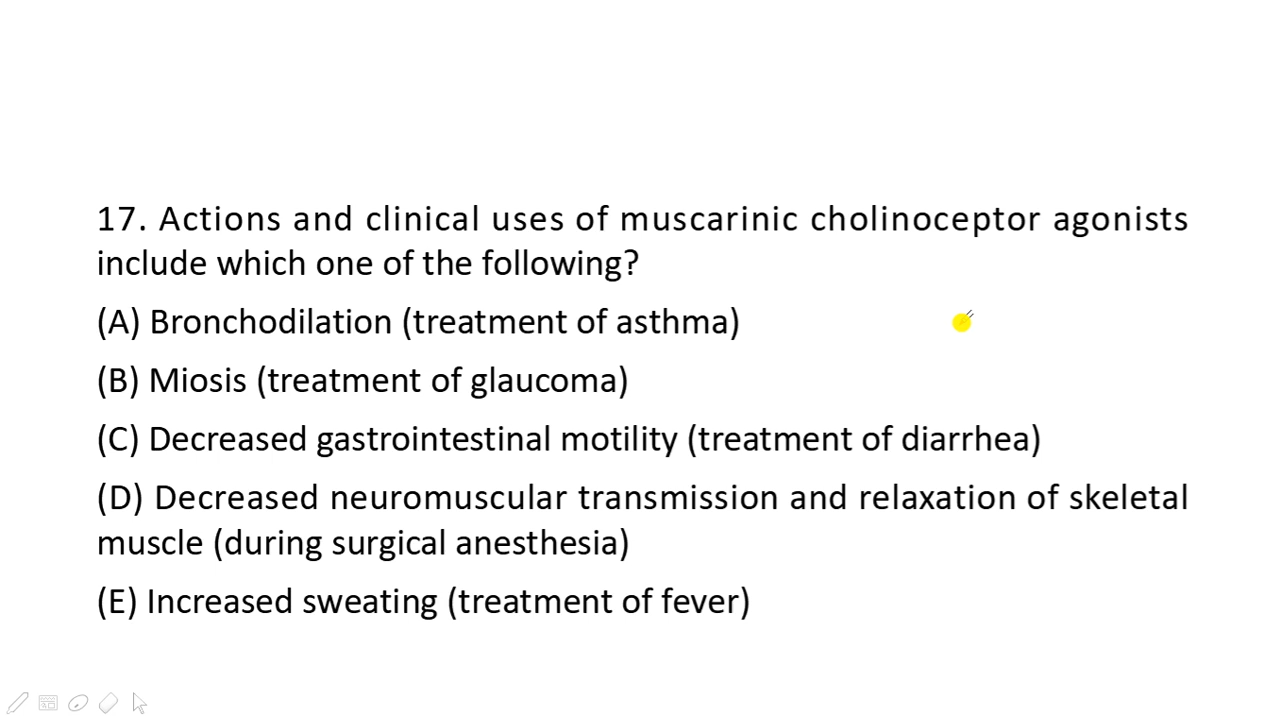 17. Actions and clinical uses of muscarinic cholinoceptor agonists
include which one of the following?
(A) Bronchodilation (treatment of asthma)
(B) Miosis (treatment of glaucoma)
(C) Decreased gastrointestinal motility (treatment of diarrhea)
(D) Decreased neuromuscular transmission and relaxation of skeletal
muscle (during surgical anesthesia)
(E) Increased sweating (treatment of fever)